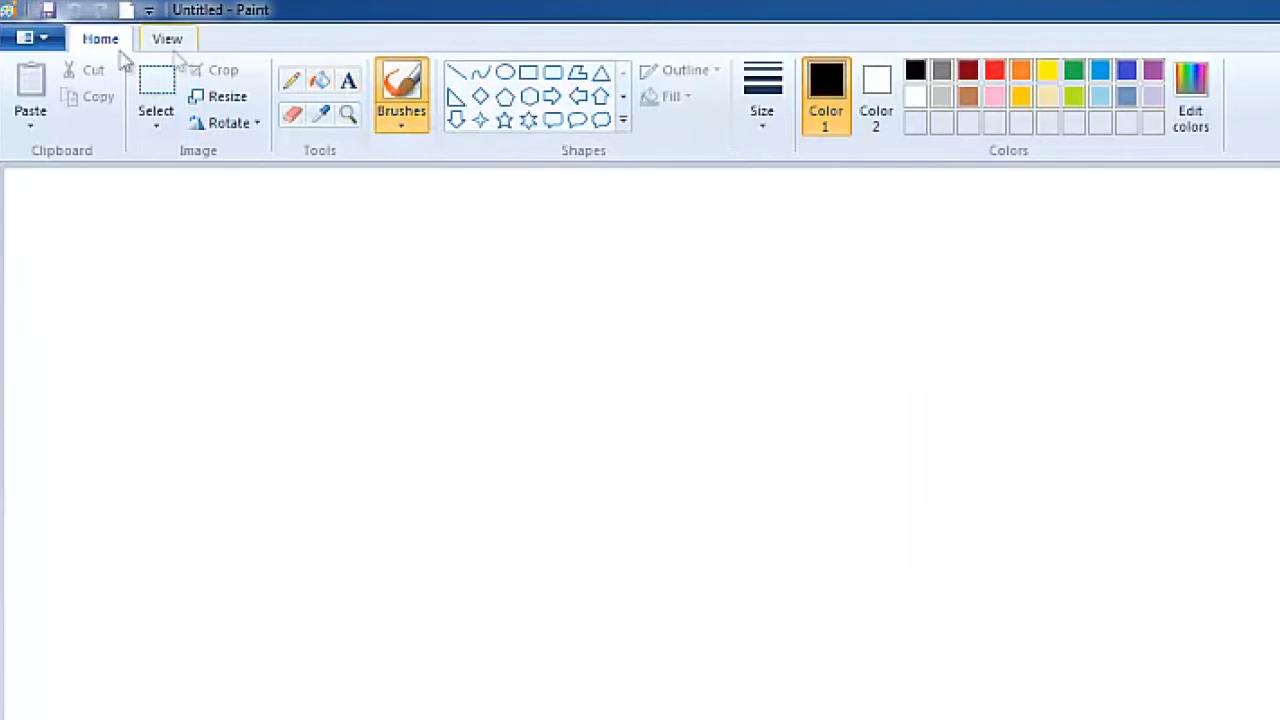 Untitled - Paint
Home View
Paste Cut Copy
Clipboard
Select Crop Resize Rotate
Image
A
Tools
Brushes
Outline Fill
Shapes
Size
Color 1 Color 2 Edit colors
Colors